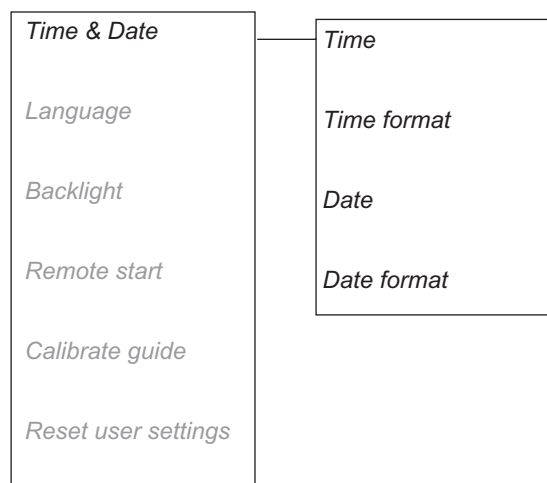 Time & Date
Language
Backlight
Remote start
Calibrate guide
Reset user settings
Time
Time format
Date
Date format